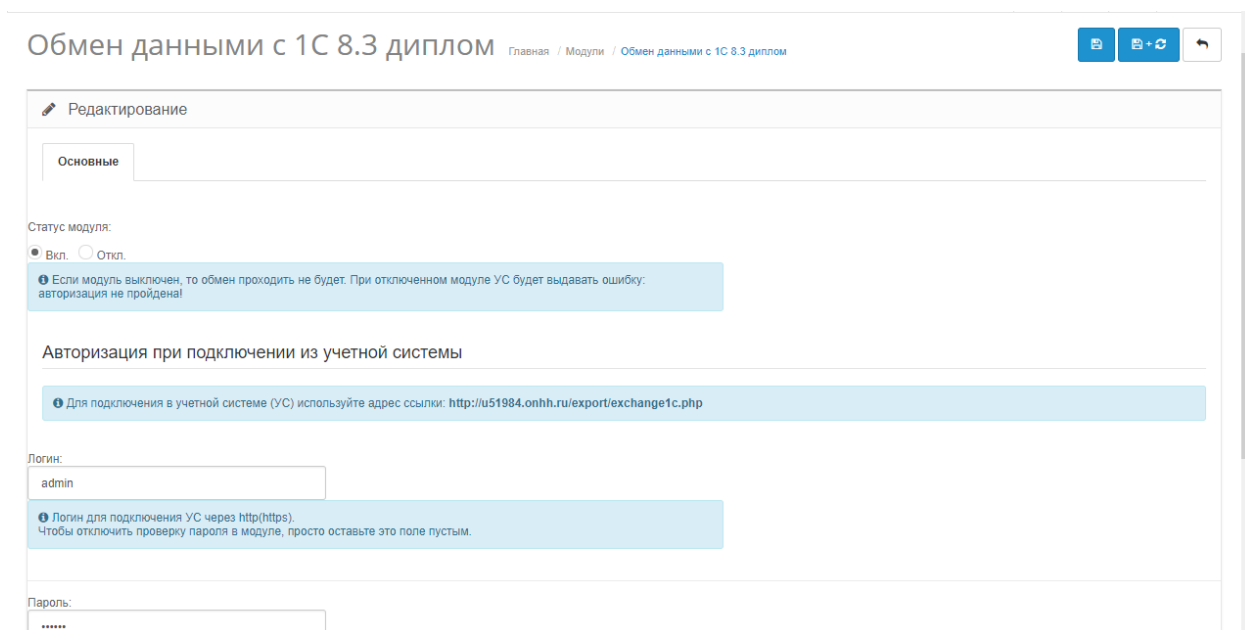 Обмен данными с 1С 8.3 диплом Главная / Модули / Обмен данными с 1С 8.3 диплом
+
Редактирование
Основные
Статус модуля:
Вкл. Откл.
Если модуль выключен, то обмен проходить не будет. При отключенном модуле УС будет выдавать ошибку:
авторизация не пройдена!
Авторизация при подключении из учетной системы
Для подключения в учетной системе (УС) используйте адрес ссылки: http://u51984.onhh.ru/export/exchange1c.php
Логин:
admin
Логин для подключения УС через http(https).
Чтобы отключить проверку пароля в модуле, просто оставьте это поле пустым.
Пароль:
••••••